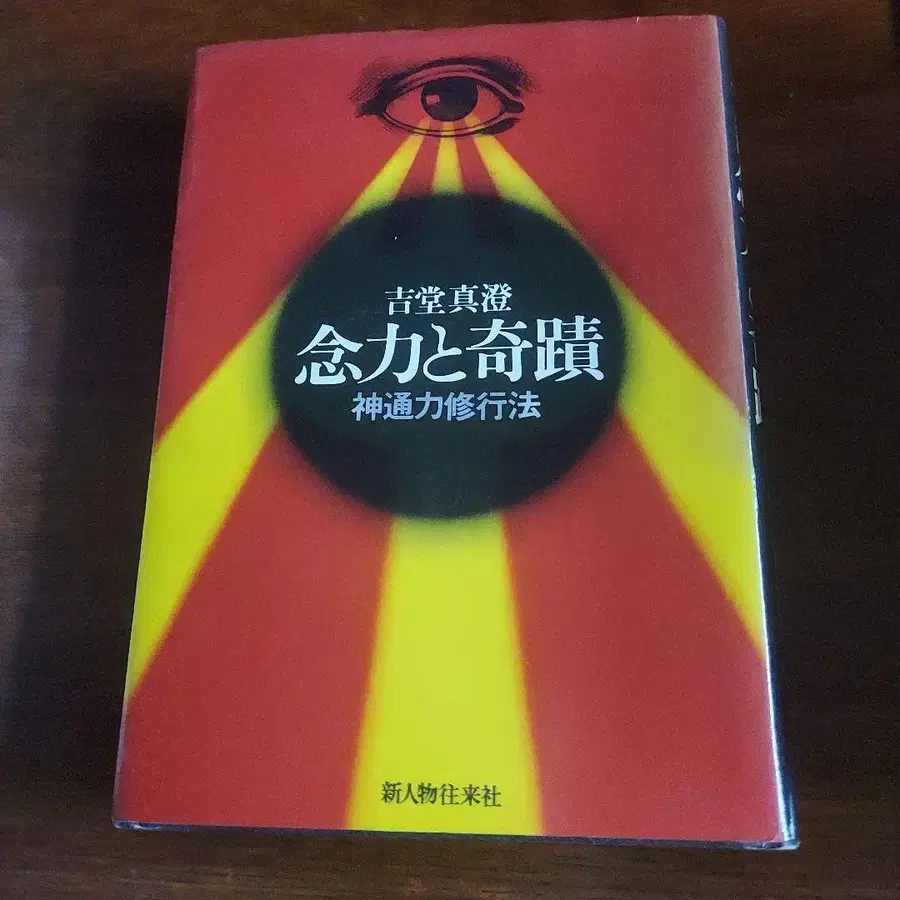 吉堂真澄
念力と奇蹟
神通力修行法
新人物往来社